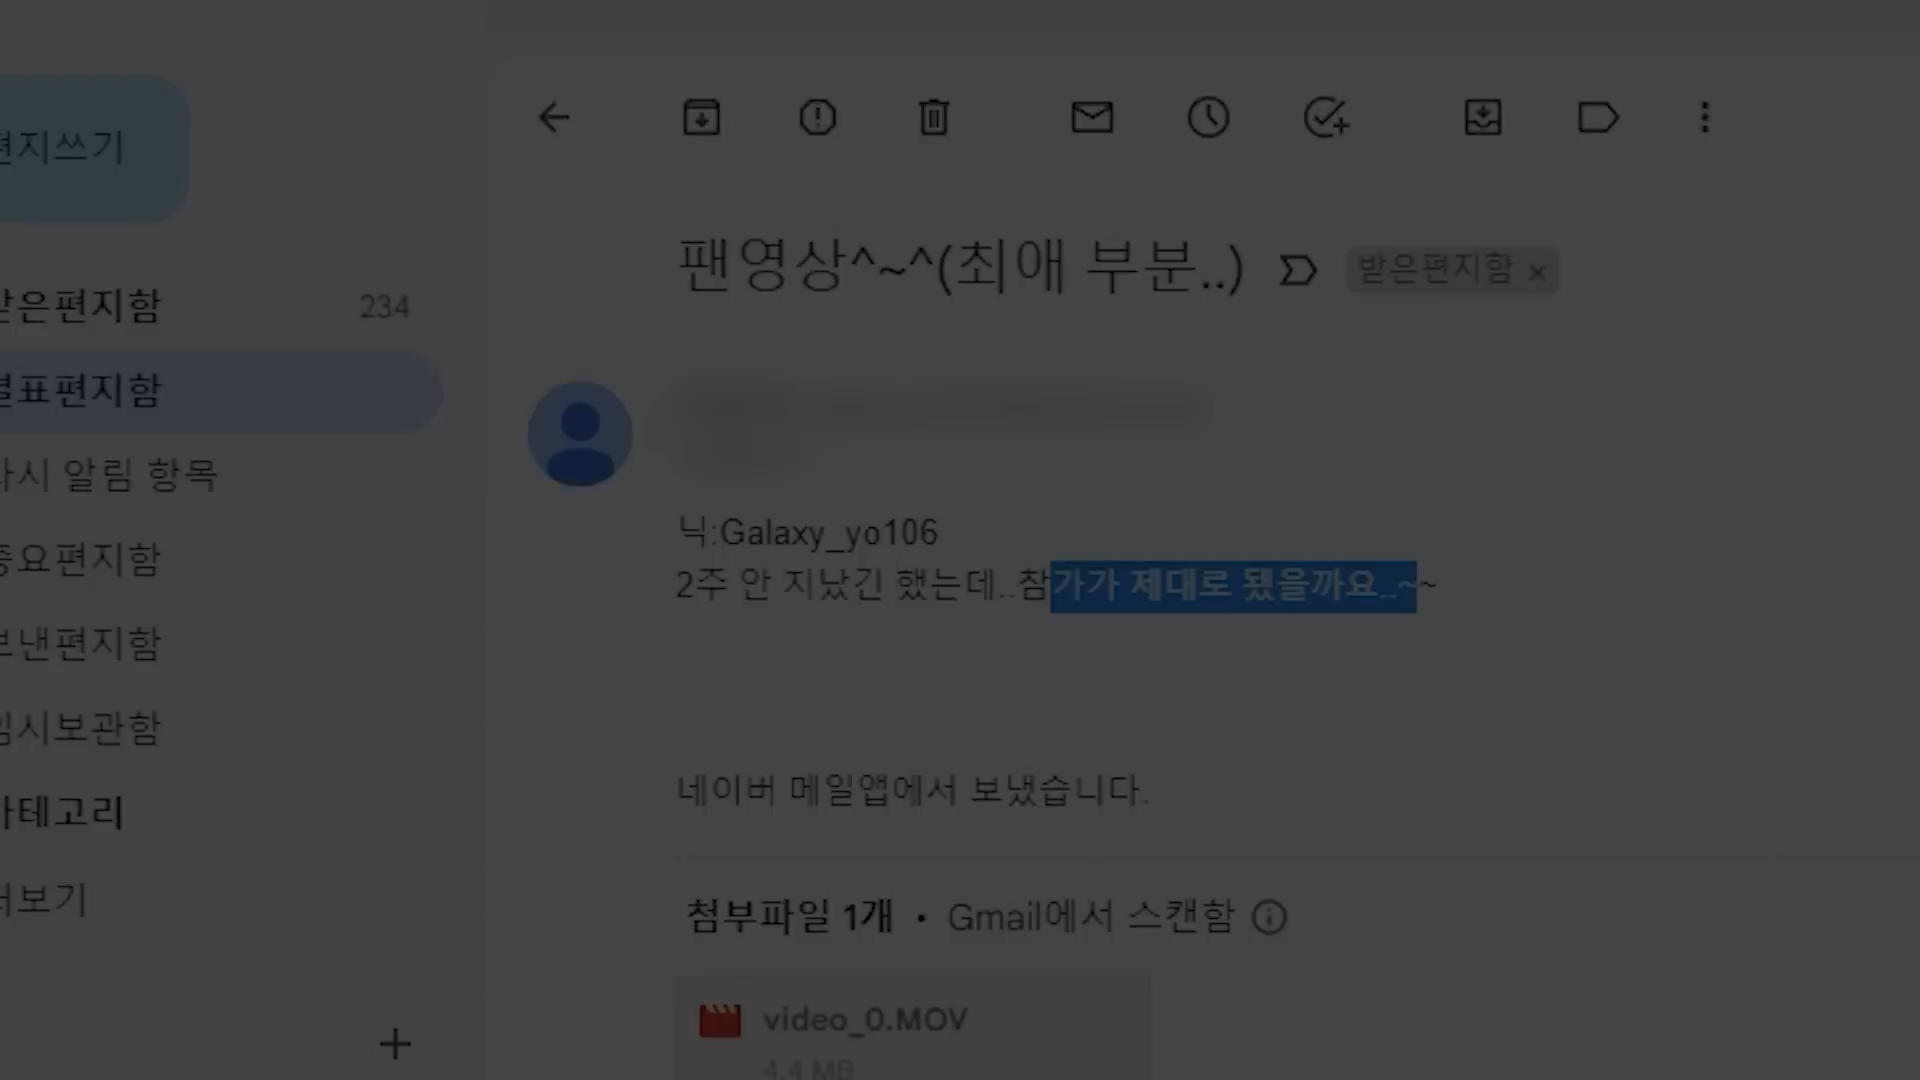 편지쓰기
받은편지함 234
별표편지함
다시 알림 항목
중요편지함
보낸편지함
임시보관함
카테고리
더보기
+
팬영상^~^(최애 부분..) 받은편지함 ×
닉:Galaxy_yo106
2주 안 지났긴 했는데..참가가 제대로 됐을까요..~~
네이버 메일앱에서 보냈습니다.
첨부파일 1개 • Gmail에서 스캔함
video_0.MOV
4.4 MB